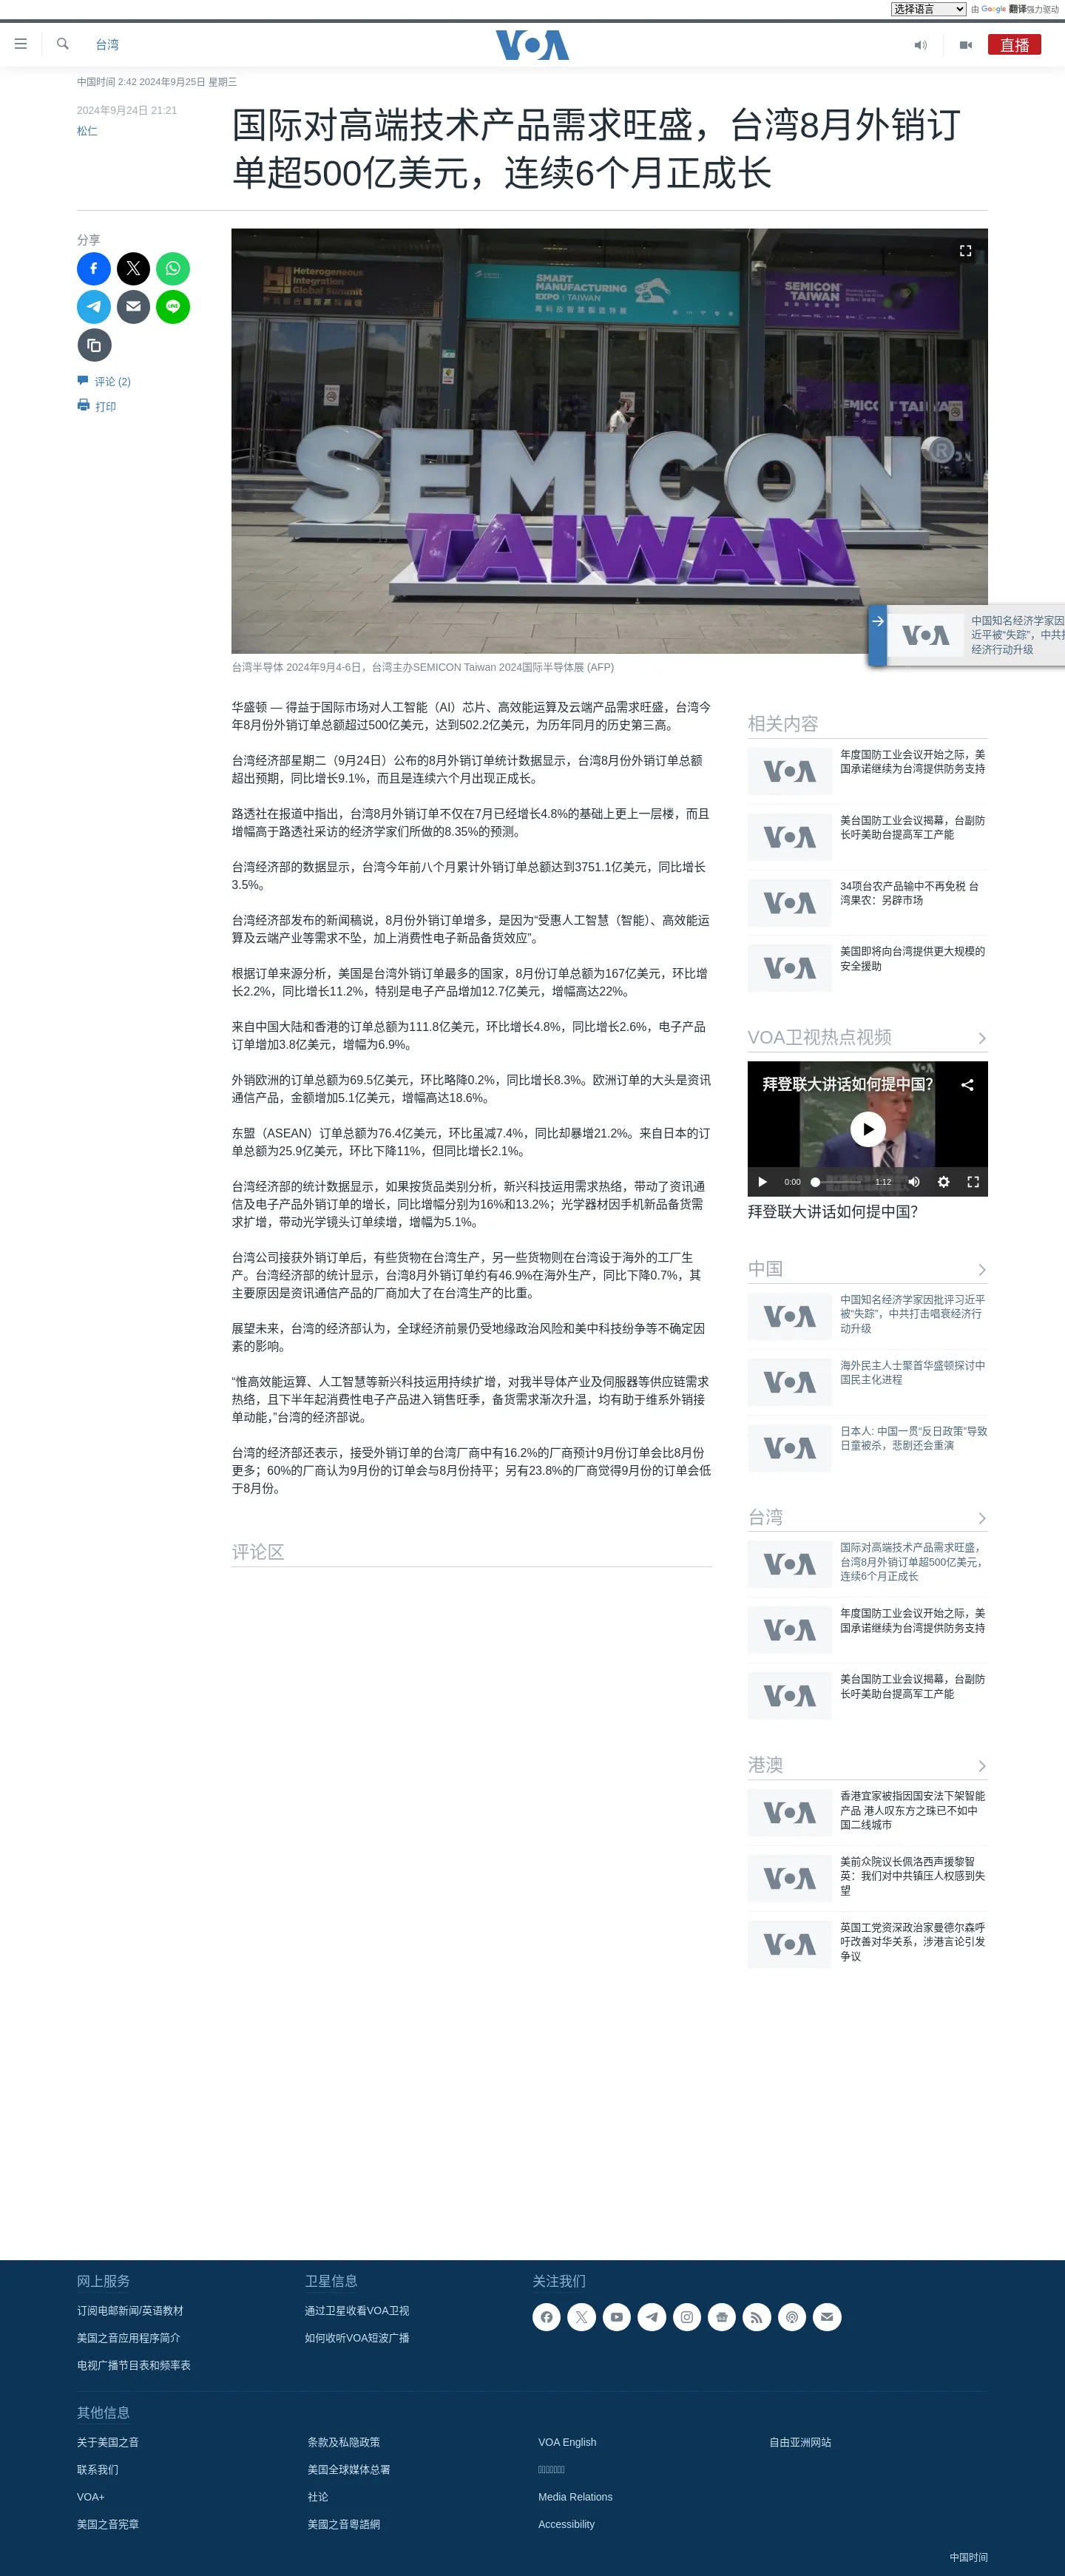 选择语言 由 Google 翻译强力驱动
台湾
VOA
直播
中国时间 2:42 2024年9月25日 星期三
2024年9月24日 21:21
松仁
国际对高端技术产品需求旺盛，台湾8月外销订
单超500亿美元，连续6个月正成长
分享
评论 (2)
打印
Heterogeneous
Integration
Global Summit
SMART
MANUFACTURING
EXPO | TAIWAN
SEMICON
TAIWAN
SEMICON TAIWAN
SEMICON
®
TAIWAN
台湾半导体 2024年9月4-6日，台湾主办SEMICON Taiwan 2024国际半导体展 (AFP)
VOA
中国知名经济学家因
近平被“失踪”，中共打
经济行动升级
华盛顿 — 得益于国际市场对人工智能（AI）芯片、高效能运算及云端产品需求旺盛，台湾今
年8月份外销订单总额超过500亿美元，达到502.2亿美元，为历年同月的历史第三高。
台湾经济部星期二（9月24日）公布的8月外销订单统计数据显示，台湾8月份外销订单总额
超出预期，同比增长9.1%，而且是连续六个月出现正成长。
路透社在报道中指出，台湾8月外销订单不仅在7月已经增长4.8%的基础上更上一层楼，而且
增幅高于路透社采访的经济学家们所做的8.35%的预测。
台湾经济部的数据显示，台湾今年前八个月累计外销订单总额达到3751.1亿美元，同比增长
3.5%。
台湾经济部发布的新闻稿说，8月份外销订单增多，是因为“受惠人工智慧（智能）、高效能运
算及云端产业等需求不坠，加上消费性电子新品备货效应”。
根据订单来源分析，美国是台湾外销订单最多的国家，8月份订单总额为167亿美元，环比增
长2.2%，同比增长11.2%，特别是电子产品增加12.7亿美元，增幅高达22%。
来自中国大陆和香港的订单总额为111.8亿美元，环比增长4.8%，同比增长2.6%，电子产品
订单增加3.8亿美元，增幅为6.9%。
外销欧洲的订单总额为69.5亿美元，环比略降0.2%，同比增长8.3%。欧洲订单的大头是资讯
通信产品，金额增加5.1亿美元，增幅高达18.6%。
东盟（ASEAN）订单总额为76.4亿美元，环比虽减7.4%，同比却暴增21.2%。来自日本的订
单总额为25.9亿美元，环比下降11%，但同比增长2.1%。
台湾经济部的统计数据显示，如果按货品类别分析，新兴科技运用需求热络，带动了资讯通
信及电子产品外销订单的增长，同比增幅分别为16%和13.2%；光学器材因手机新品备货需
求扩增，带动光学镜头订单续增，增幅为5.1%。
台湾公司接获外销订单后，有些货物在台湾生产，另一些货物则在台湾设于海外的工厂生
产。台湾经济部的统计显示，台湾8月外销订单约有46.9%在海外生产，同比下降0.7%，其
主要原因是资讯通信产品的厂商加大了在台湾生产的比重。
展望未来，台湾的经济部认为，全球经济前景仍受地缘政治风险和美中科技纷争等不确定因
素的影响。
“惟高效能运算、人工智慧等新兴科技运用持续扩增，对我半导体产业及伺服器等供应链需求
热络，且下半年起消费性电子产品进入销售旺季，备货需求渐次升温，均有助于维系外销接
单动能，”台湾的经济部说。
台湾的经济部还表示，接受外销订单的台湾厂商中有16.2%的厂商预计9月份订单会比8月份
更多；60%的厂商认为9月份的订单会与8月份持平；另有23.8%的厂商觉得9月份的订单会低
于8月份。
评论区
相关内容
VOA
年度国防工业会议开始之际，美
国承诺继续为台湾提供防务支持
VOA
美台国防工业会议揭幕，台副防
长吁美助台提高军工产能
VOA
34项台农产品输中不再免税 台
湾果农：另辟市场
VOA
美国即将向台湾提供更大规模的
安全援助
VOA卫视热点视频
拜登联大讲话如何提中国？
0:00
1:12
拜登联大讲话如何提中国？
中国
VOA
中国知名经济学家因批评习近平
被“失踪”，中共打击唱衰经济行
动升级
VOA
海外民主人士聚首华盛顿探讨中
国民主化进程
VOA
日本人: 中国一贯“反日政策”导致
日童被杀，悲剧还会重演
台湾
VOA
国际对高端技术产品需求旺盛，
台湾8月外销订单超500亿美元，
连续6个月正成长
VOA
年度国防工业会议开始之际，美
国承诺继续为台湾提供防务支持
VOA
美台国防工业会议揭幕，台副防
长吁美助台提高军工产能
港澳
VOA
香港宜家被指因国安法下架智能
产品 港人叹东方之珠已不如中
国二线城市
VOA
美前众院议长佩洛西声援黎智
英：我们对中共镇压人权感到失
望
VOA
英国工党资深政治家曼德尔森呼
吁改善对华关系，涉港言论引发
争议
网上服务
订阅电邮新闻/英语教材
美国之音应用程序简介
电视广播节目表和频率表
卫星信息
通过卫星收看VOA卫视
如何收听VOA短波广播
关注我们
其他信息
关于美国之音
联系我们
VOA+
美国之音宪章
条款及私隐政策
美国全球媒体总署
社论
美國之音粵語網
VOA English
Media Relations
Accessibility
自由亚洲网站
中国时间